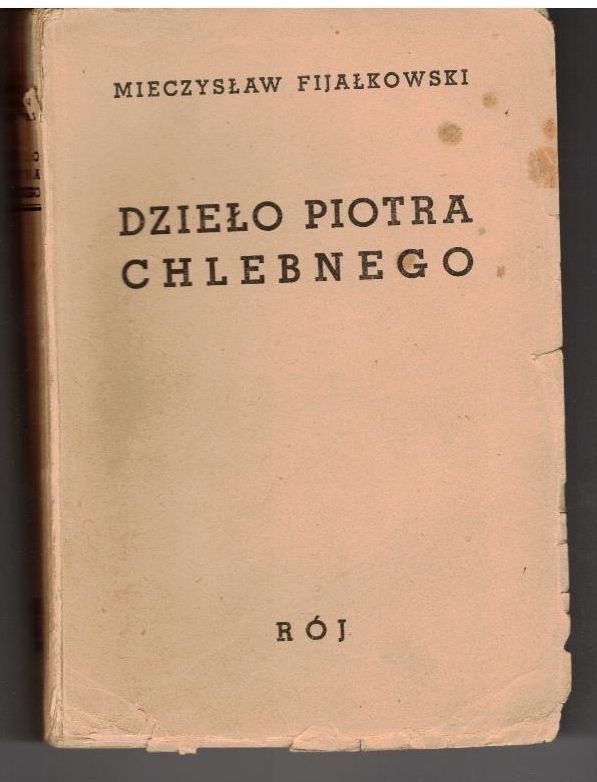 MIECZYSŁAW FIJAŁKOWSKI
DZIEŁO PIOTRA
CHLEBNEGO
RÓJ